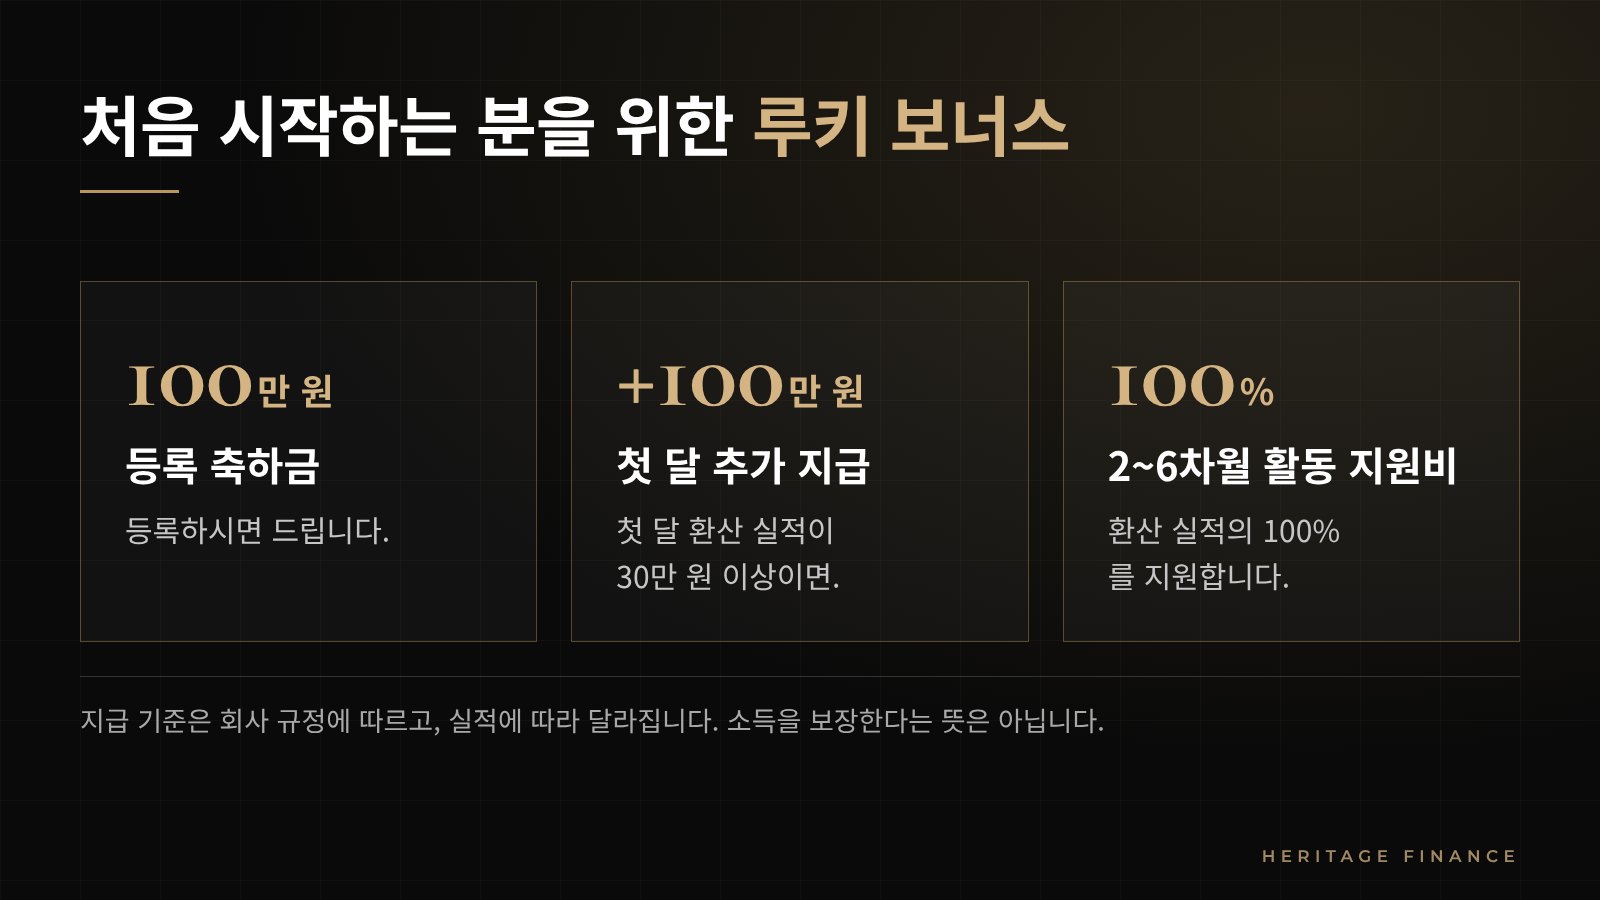 처음 시작하는 분을 위한 루키 보너스
100만 원
등록 축하금
등록하시면 드립니다.
+100만 원
첫 달 추가 지급
첫 달 환산 실적이
30만 원 이상이면.
100%
2~6차월 활동 지원비
환산 실적의 100%
를 지원합니다.
지급 기준은 회사 규정에 따르고, 실적에 따라 달라집니다. 소득을 보장한다는 뜻은 아닙니다.
HERITAGE FINANCE